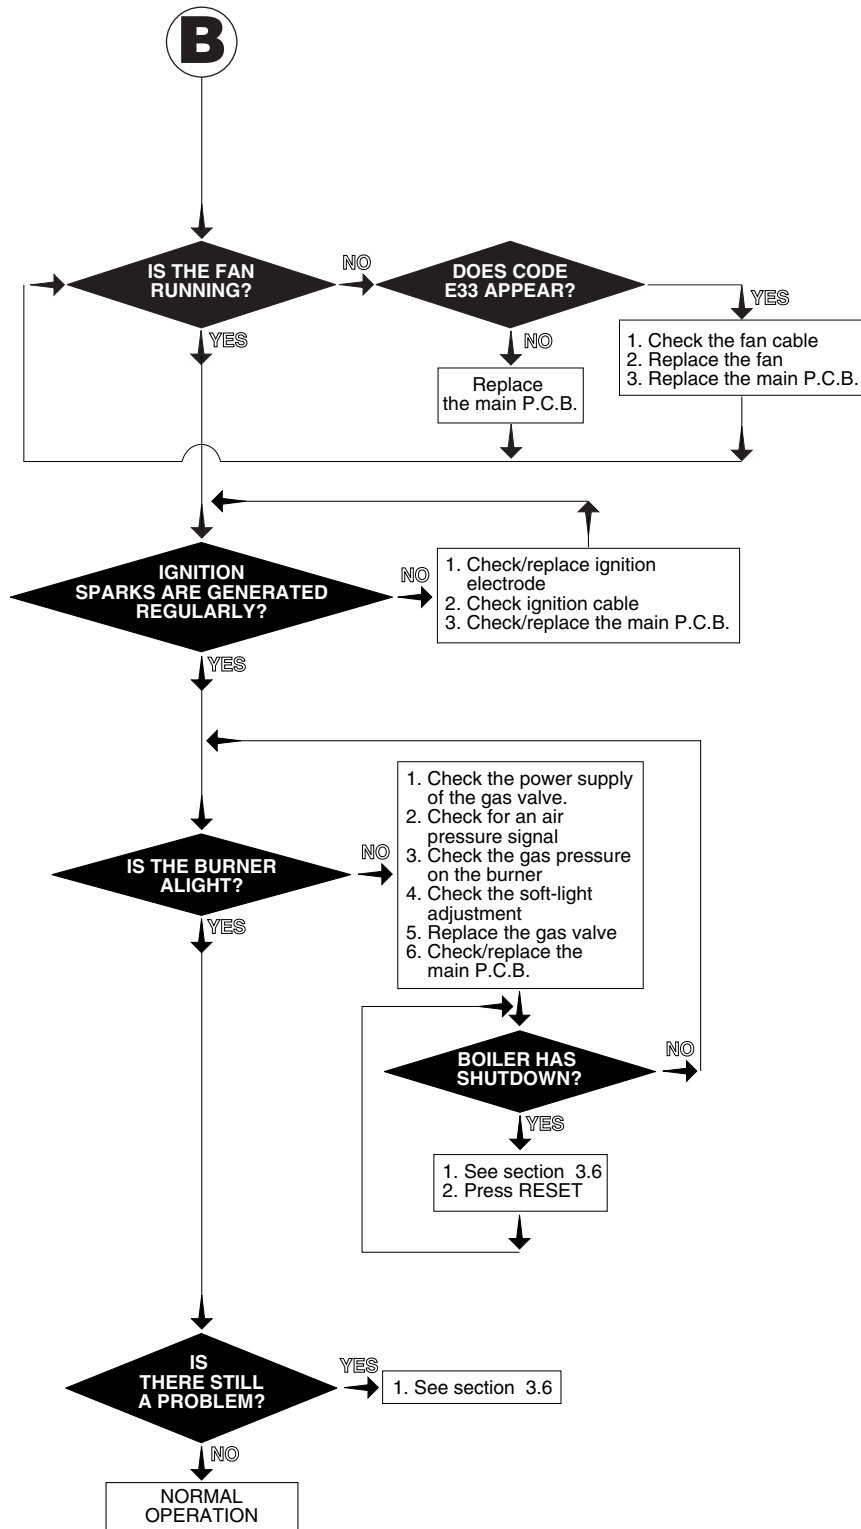 B
IS THE FAN
RUNNING?
NO
DOES CODE
E33 APPEAR?
YES
YES
NO
1. Check the fan cable
2. Replace the fan
3. Replace the main P.C.B.
Replace
the main P.C.B.
IGNITION
SPARKS ARE GENERATED
REGULARLY?
NO
1. Check/replace ignition
electrode
2. Check ignition cable
3. Check/replace the main P.C.B.
YES
IS THE BURNER
ALIGHT?
NO
1. Check the power supply
of the gas valve.
2. Check for an air
pressure signal
3. Check the gas pressure
on the burner
4. Check the soft-light
adjustment
5. Replace the gas valve
6. Check/replace the
main P.C.B.
YES
BOILER HAS
SHUTDOWN?
NO
YES
1. See section 3.6
2. Press RESET
IS
THERE STILL
A PROBLEM?
YES
1. See section 3.6
NO
NORMAL
OPERATION